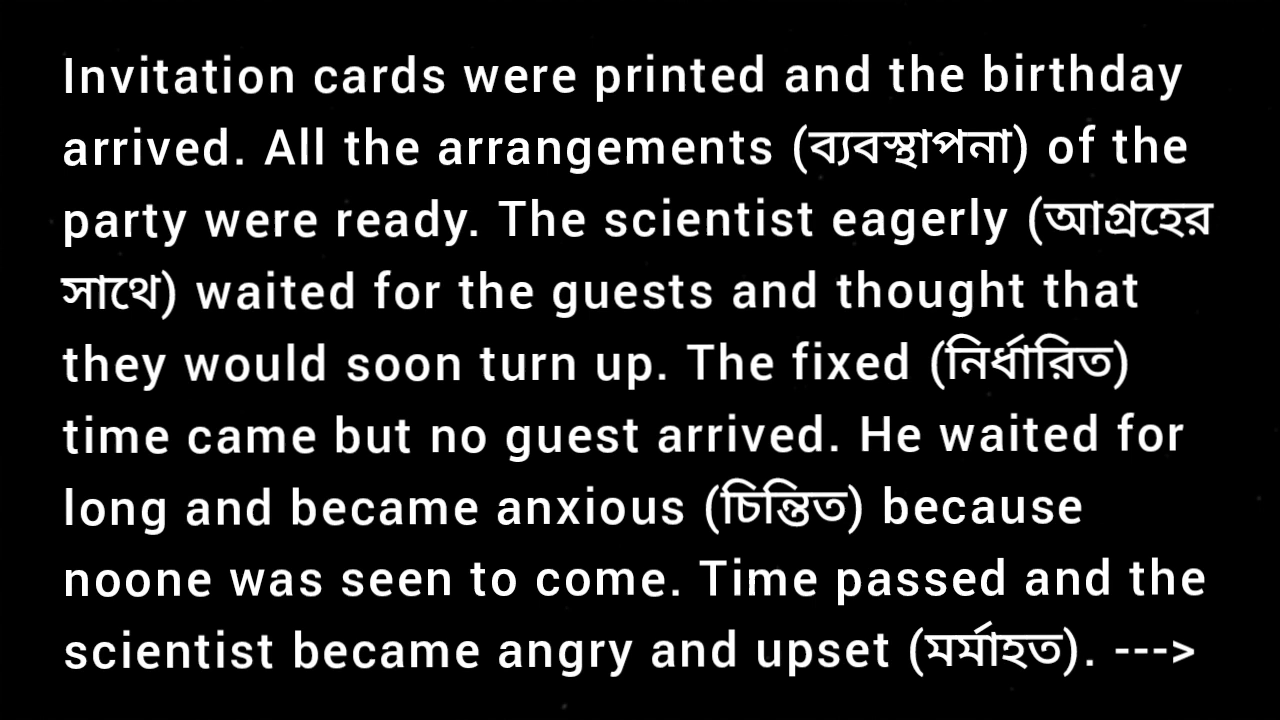 Invitation cards were printed and the birthday
arrived. All the arrangements (ব্যবস্থাপনা) of the
party were ready. The scientist eagerly (আগ্রহের
সাথে) waited for the guests and thought that
they would soon turn up. The fixed (নির্ধারিত)
time came but no guest arrived. He waited for
long and became anxious (চিন্তিত) because
noone was seen to come. Time passed and the
scientist became angry and upset (মর্মাহত). --->